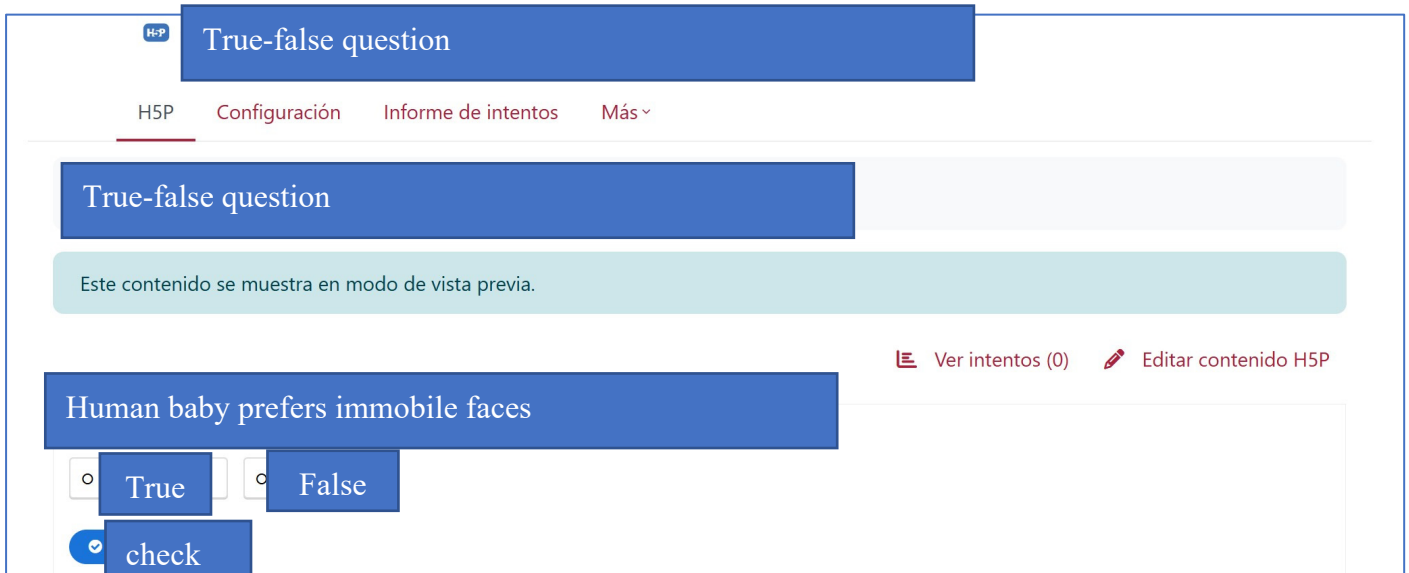 H5P True-false question
H5P Configuración Informe de intentos Más
True-false question
Este contenido se muestra en modo de vista previa.
Ver intentos (0) Editar contenido H5P
Human baby prefers immobile faces
True False
check